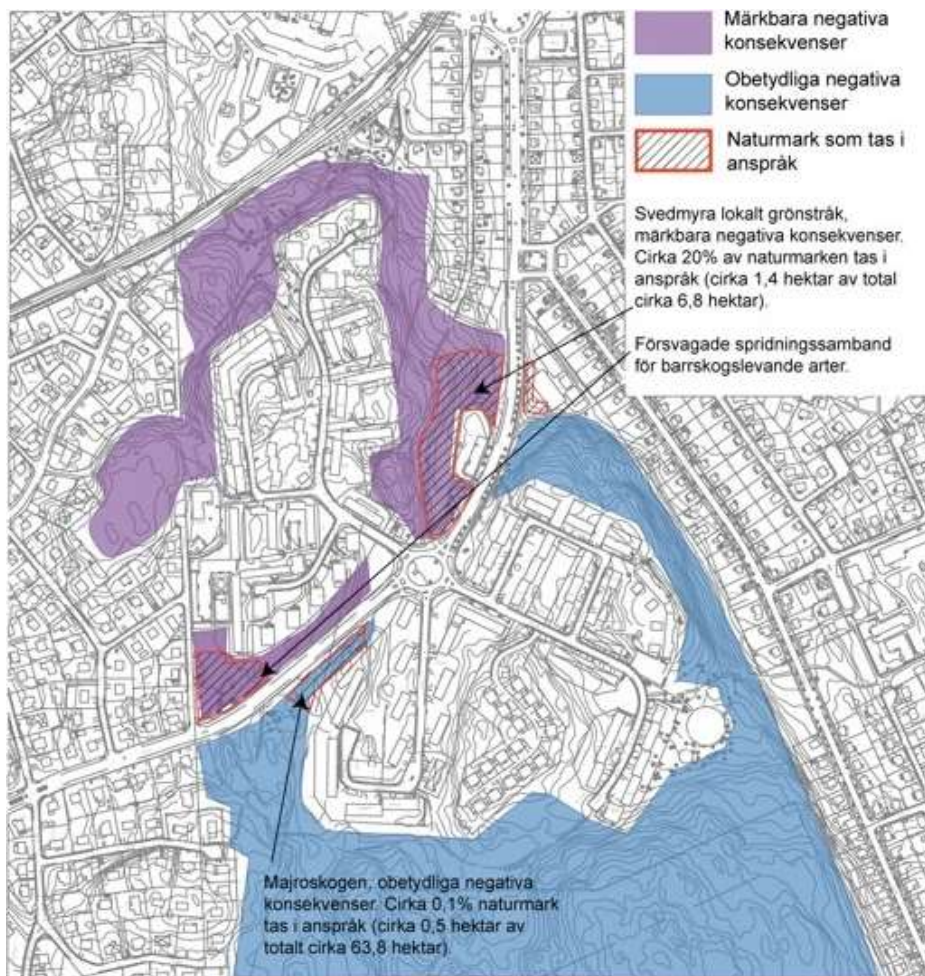 Märkbara negativa
konsekvenser
Obetydliga negativa
konsekvenser
Naturmark som tas i
anspråk
Svedmyra lokalt grönstråk,
märkbara negativa konsekvenser.
Cirka 20% av naturmarken tas i
anspråk (cirka 1,4 hektar av total
cirka 6,8 hektar).
Försvagade spridningssamband
för barrskogslevande arter.
Majroskogen, obetydliga negativa
konsekvenser. Cirka 0,1% naturmark
tas i anspråk (cirka 0,5 hektar av
totalt cirka 63,8 hektar).